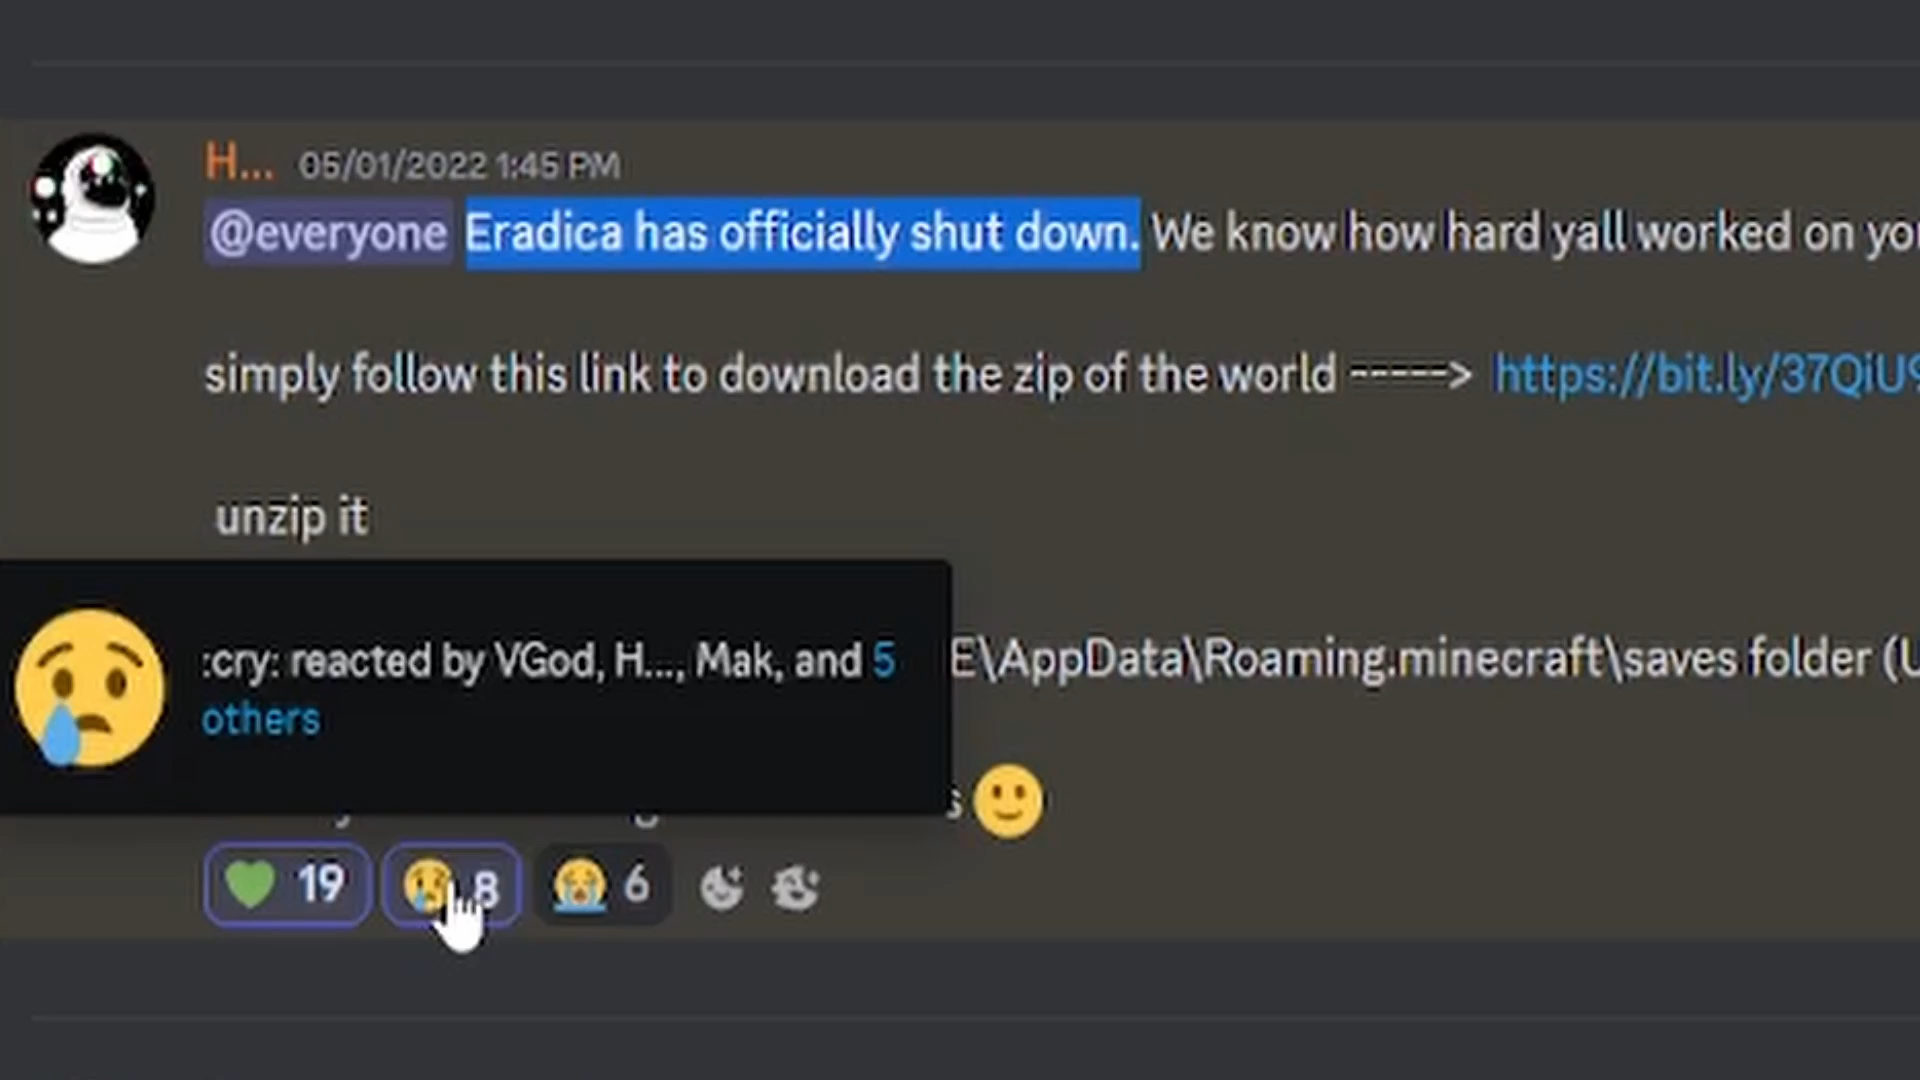 H... 05/01/2022 1:45 PM
@everyone Eradica has officially shut down. We know how hard yall worked on
simply follow this link to download the zip of the world -----> https://bit.ly/37QiU9
unzip it
:cry: reacted by VGod, H..., Mak, and 5
others
E\AppData\Roaming.minecraft\saves folder (U
19 8 6